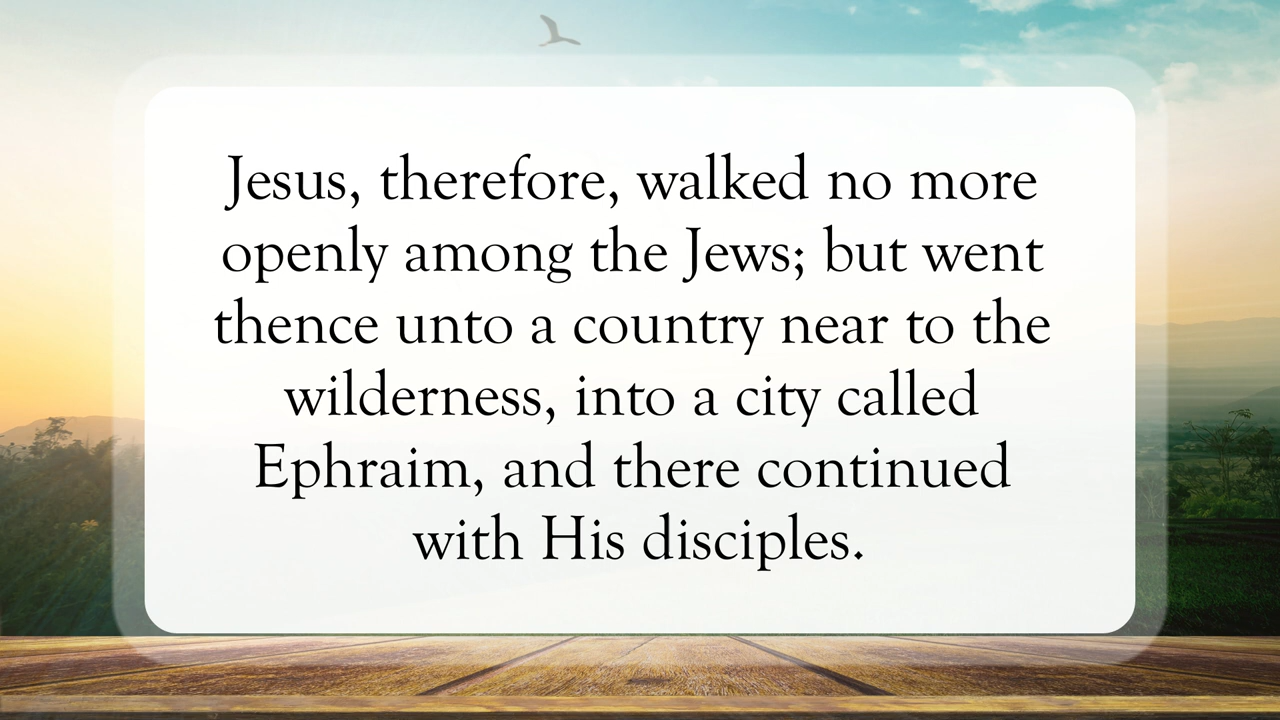 Jesus, therefore, walked no more
openly among the Jews; but went
thence unto a country near to the
wilderness, into a city called
Ephraim, and there continued
with His disciples.